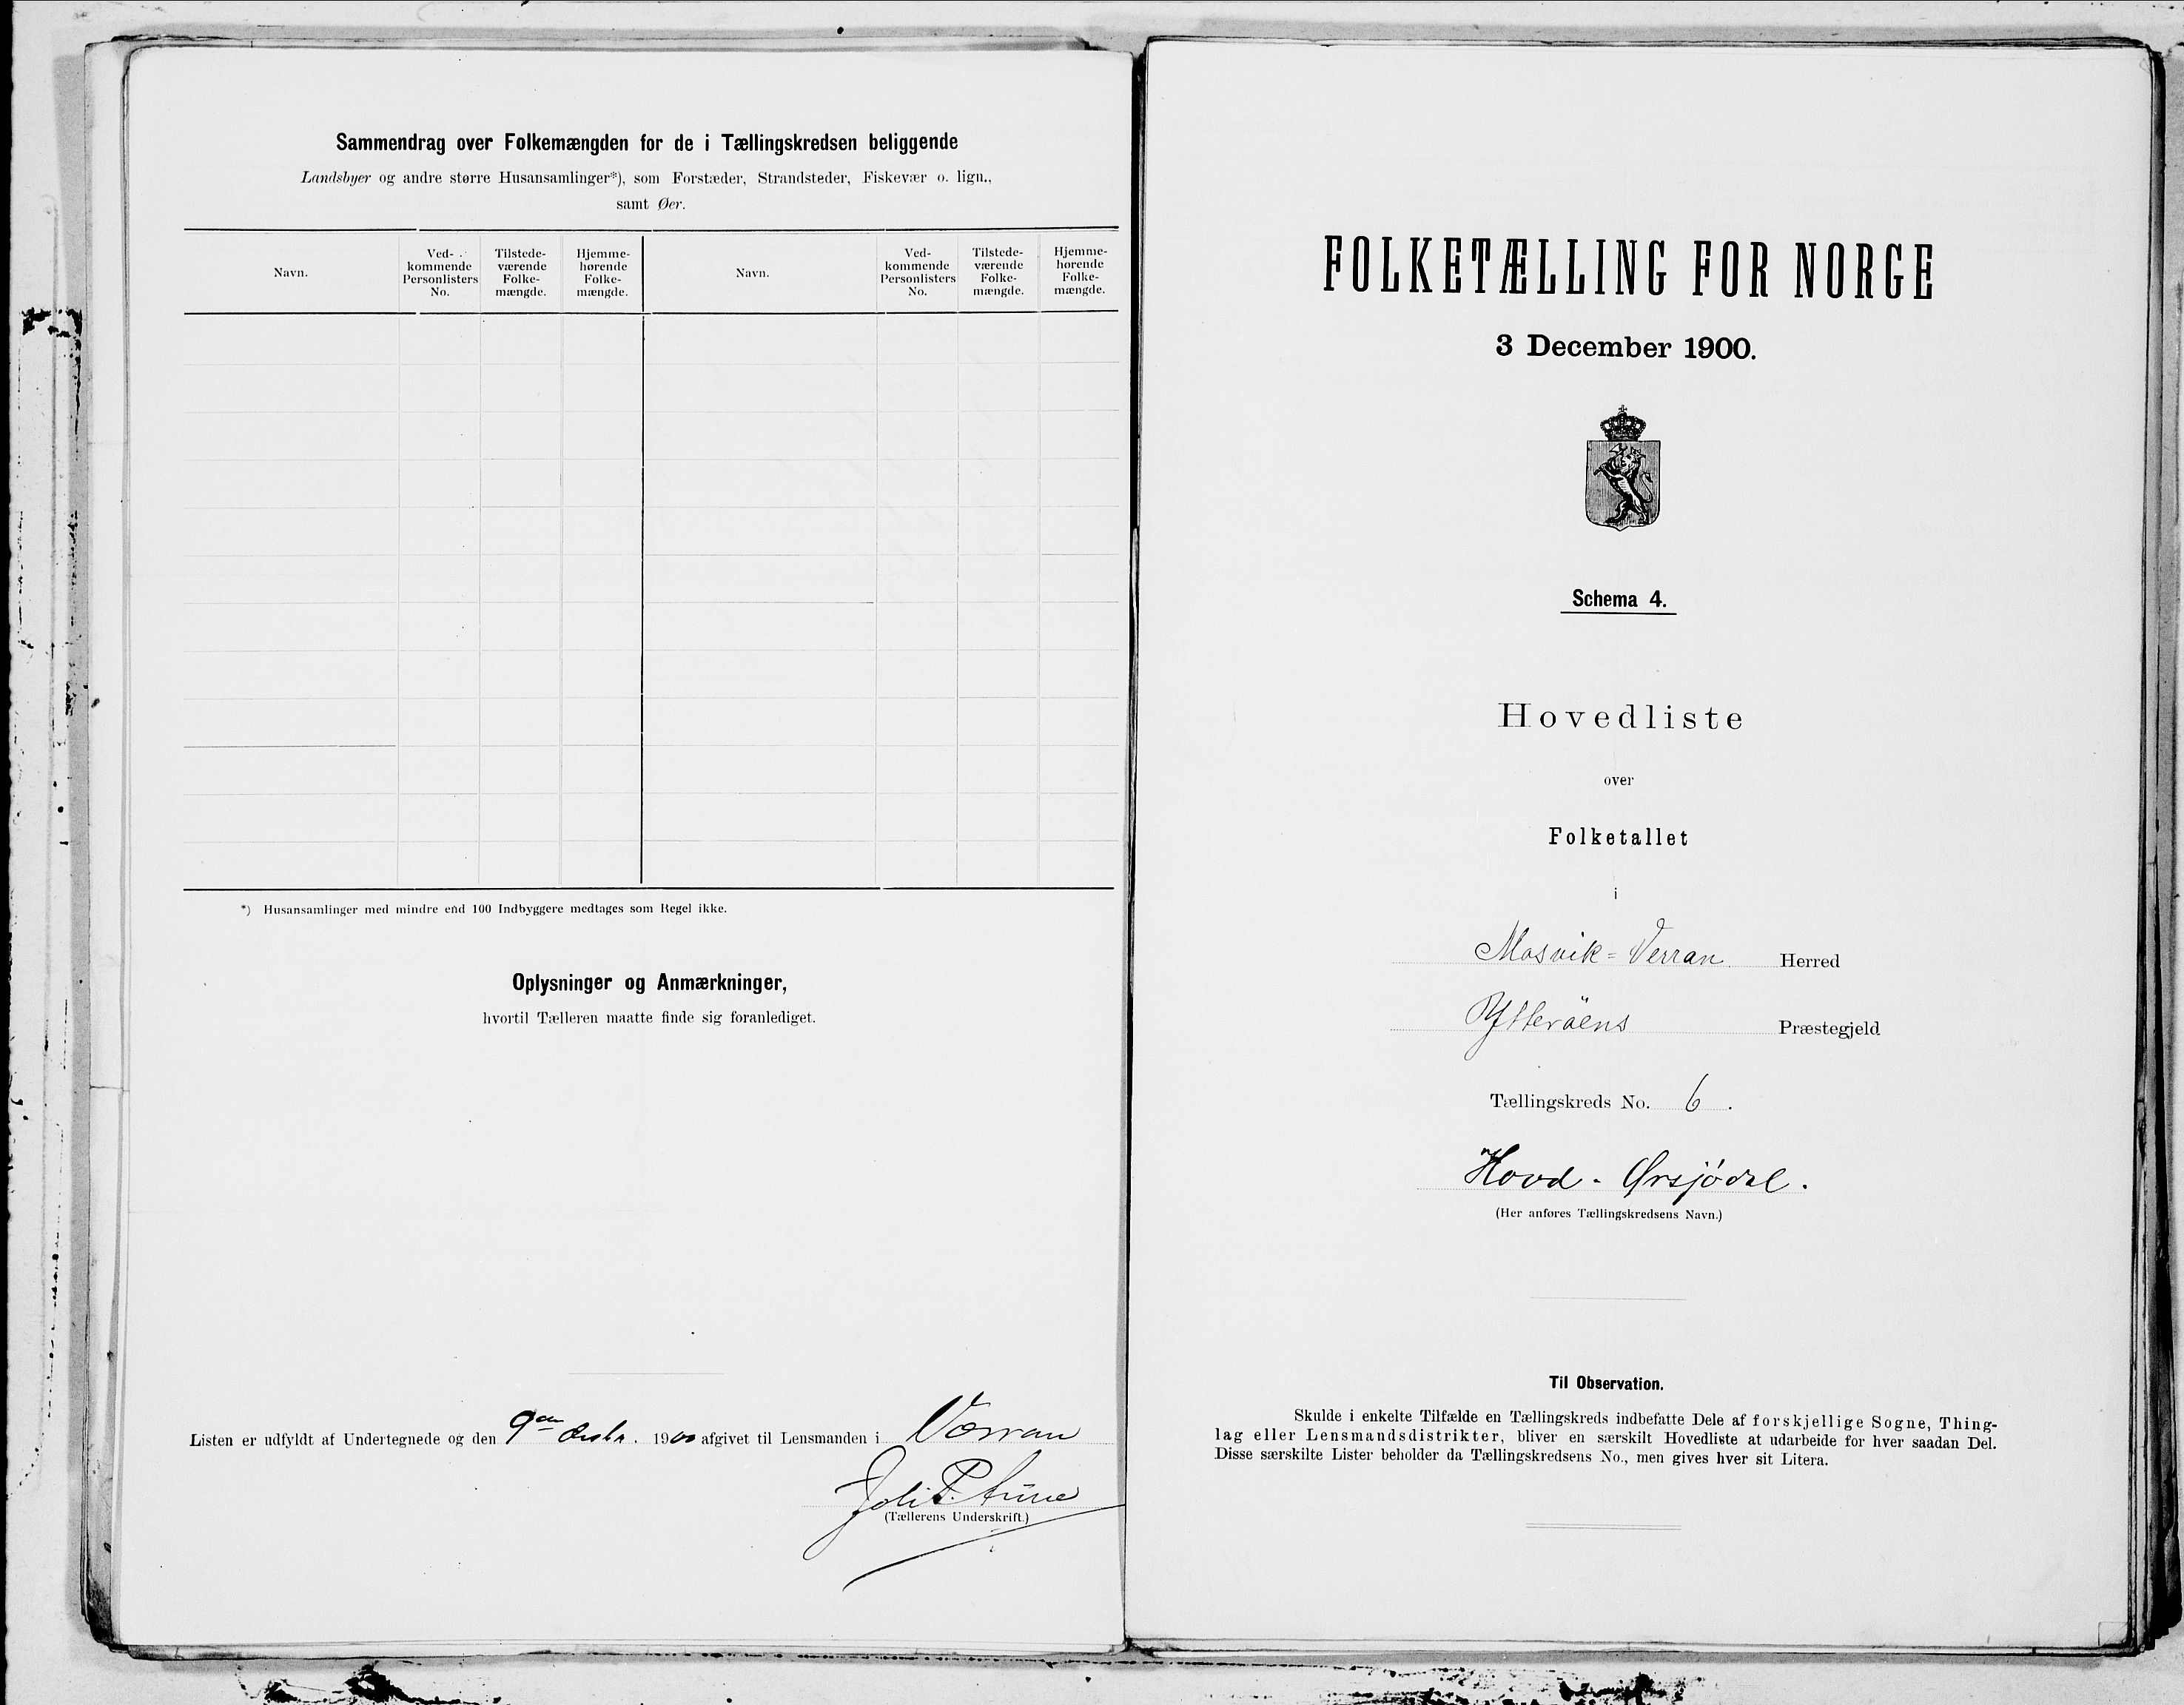 Sammendrag over Folkemængden for de i Tællingskredsen beliggende
Landsbyer og andre større Husansamlinger*), som Forstæder, Strandsteder, Fiskevær o. lign.,
samt Øer.
Navn.
Ved-
kommende
Personlisters
No.
Tilstede-
værende
Folke-
mængde.
Hjemme-
hørende
Folke-
mængde.
Navn.
Ved-
kommende
Personlisters
No.
Tilstede-
værende
Folke-
mængde.
Hjemme-
hørende
Folke-
mængde.
*) Husansamlinger med mindre end 100 Indbyggere medtages som Regel ikke.
Oplysninger og Anmærkninger,
hvortil Tælleren maatte finde sig foranlediget.
Listen er udfyldt af Undertegnede og den 9de 1900 afgivet til Lensmanden i Værran
P. Aune
(Tællerens Underskrift.)
FOLKETÆLLING FOR NORGE
3 December 1900.
Schema 4.
Hovedliste
over
Folketallet
i
Mosvik=Verran Herred
Ytterøens Præstegjeld
Tællingskreds No. 6.
Hovd - Ørsjödal.
(Her anføres Tællingskredsens Navn.)
Til Observation.
Skulde i enkelte Tilfælde en Tællingskreds indbefatte Dele af forskjellige Sogne, Thing-
lag eller Lensmandsdistrikter, bliver en særskilt Hovedliste at udarbeide for hver saadan Del.
Disse særskilte Lister beholder da Tællingskredsens No., men gives hver sit Litera.